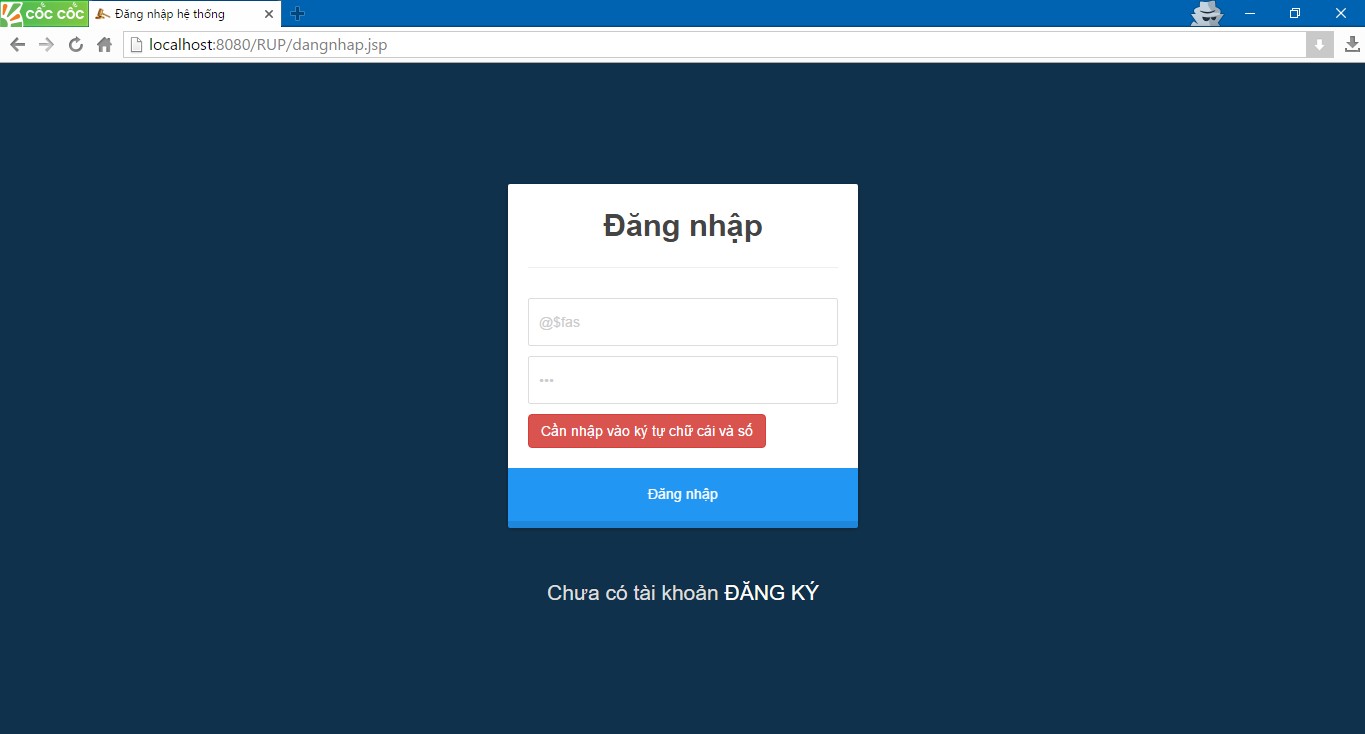 CỐC CỐC
Đăng nhập hệ thống
localhost:8080/RUP/dangnhap.jsp
Đăng nhập
@$fas
Cần nhập vào ký tự chữ cái và số
Đăng nhập
Chưa có tài khoản ĐĂNG KÝ